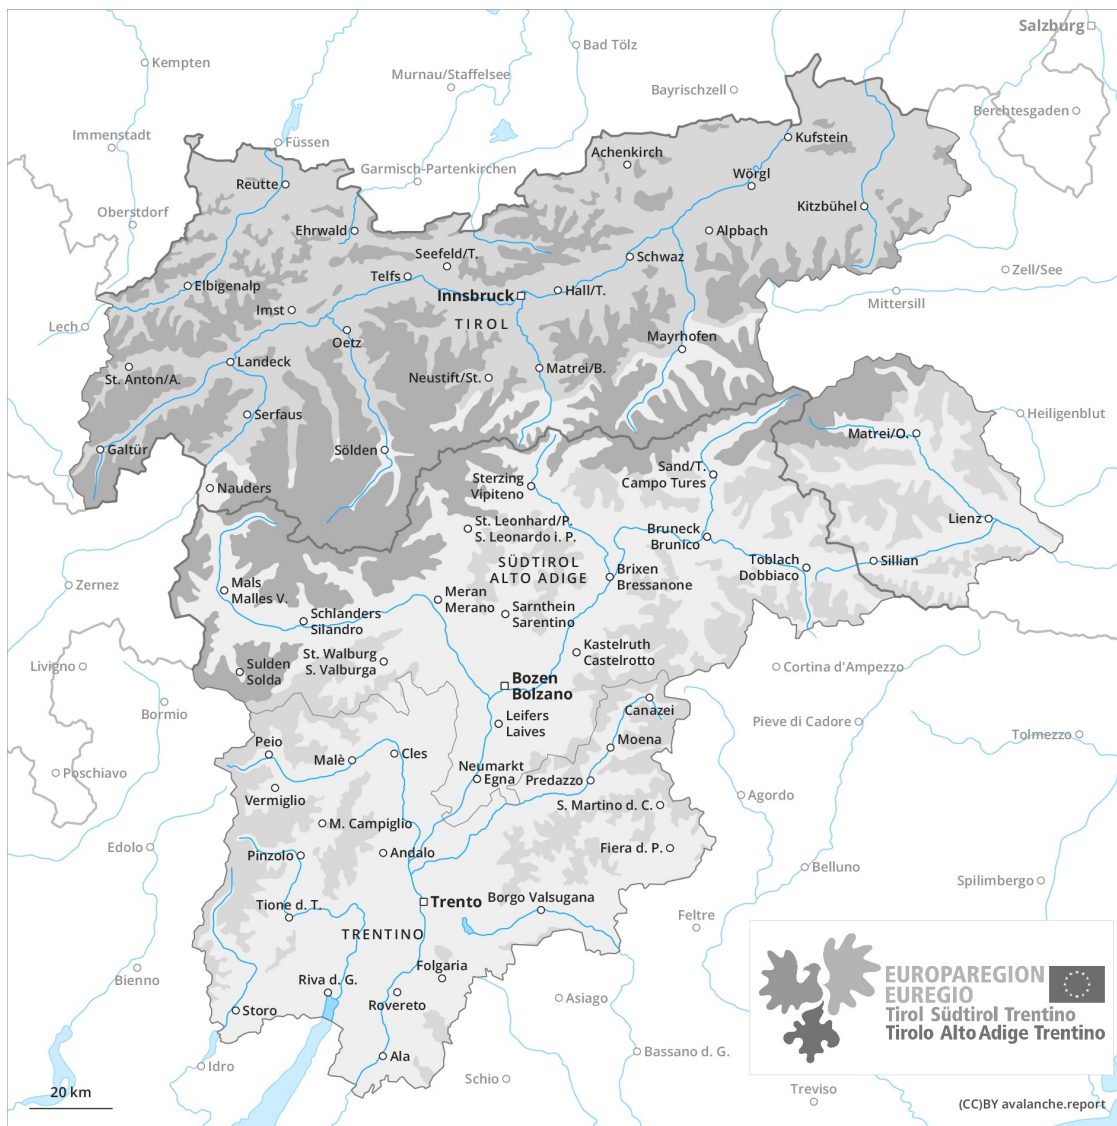 Salzburg
Bad Tölz
Kempten
Murnau/Staffelsee
Bayrischzell
Berchtesgaden
Immenstadt
Füssen
Kufstein
Achenkirch
Garmisch-Partenkirchen
Wörgl
Reutte
Oberstdorf
Kitzbühel
Ehrwald
Alpbach
Seefeld/T.
Schwaz
Zell/See
Telfs
Elbigenalp
Hall/T.
Innsbruck
Mittersill
Imst
TIROL
Lech
Oetz
Mayrhofen
Landeck
Matrei/B.
St. Anton/A.
Neustift/St.
Serfaus
Heiligenblut
Matrei/O.
Galtür
Sölden
Sand/T.
Campo Tures
Sterzing
Vipiteno
Nauders
Lienz
St. Leonhard/P.
S. Leonardo i. P.
Bruneck
Brunico
SÜDTIROL
ALTO ADIGE
Toblach
Dobbiaco
Sillian
Brixen
Bressanone
Zernez
Mals
Malles V.
Meran
Merano
Sarnthein
Sarentino
Schlanders
Silandro
Kastelruth
Castelrotto
St. Walburg
S. Valburga
Livigno
Sulden
Solda
Cortina d'Ampezzo
Bozen
Bolzano
Bormio
Canazei
Leifers
Laives
Pieve di Cadore
Tolmezzo
Peio
Moena
Cles
Malè
Poschiavo
Neumarkt
Egna
Predazzo
Vermiglio
Agordo
S. Martino d. C.
M. Campiglio
Edolo
Fiera d. P.
Pinzolo
Andalo
Belluno
Spilimbergo
Trento
Borgo Valsugana
Tione d. T.
Feltre
TRENTINO
Folgaria
Bienno
Riva d. G.
EUROPAREGION
EUREGIO
Tirol Südtirol Trentino
Tirolo Alto Adige Trentino
Asiago
Rovereto
Storo
Ala
Bassano d. G.
Idro
Schio
Treviso
20 km
(CC)BY avalanche.report